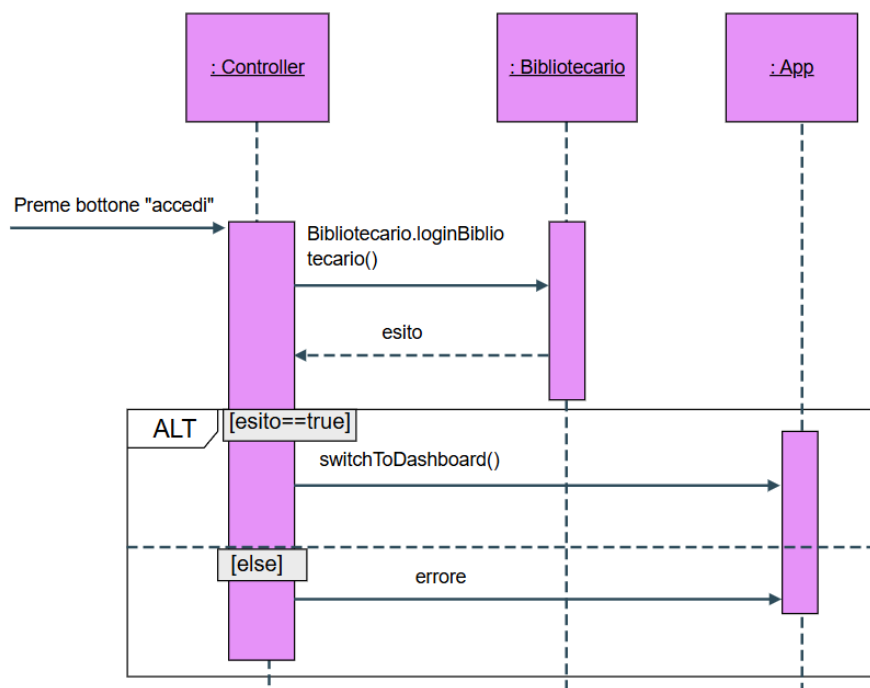 : Controller
: Bibliotecario
: App
Preme bottone "accedi"
Bibliotecario.loginBiblio
tecario()
esito
ALT
[esito==true]
switchToDashboard()
[else]
errore